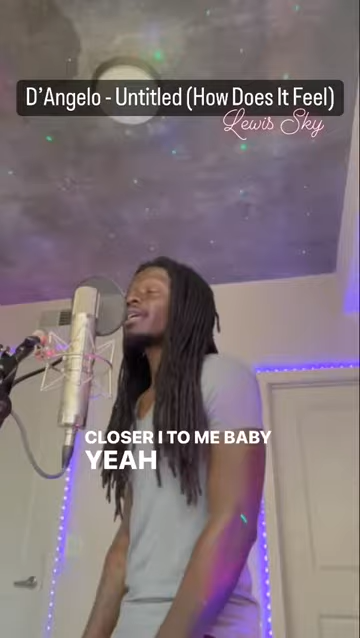 D'Angelo - Untitled (How Does It Feel)
Lewis Sky
CLOSER I TO ME BABY
YEAH